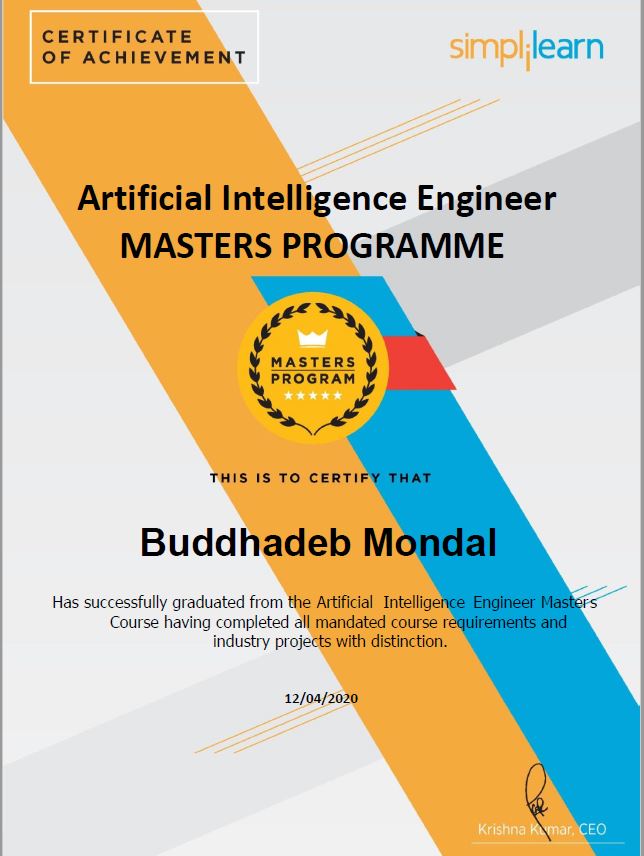 CERTIFICATE
OF ACHIEVEMENT
simplilearn
Artificial Intelligence Engineer
MASTERS PROGRAMME
MASTERS
PROGRAM
THIS IS TO CERTIFY THAT
Buddhadeb Mondal
Has successfully graduated from the Artificial Intelligence Engineer Masters
Course having completed all mandated course requirements and
industry projects with distinction.
12/04/2020
Krishna Kumar, CEO